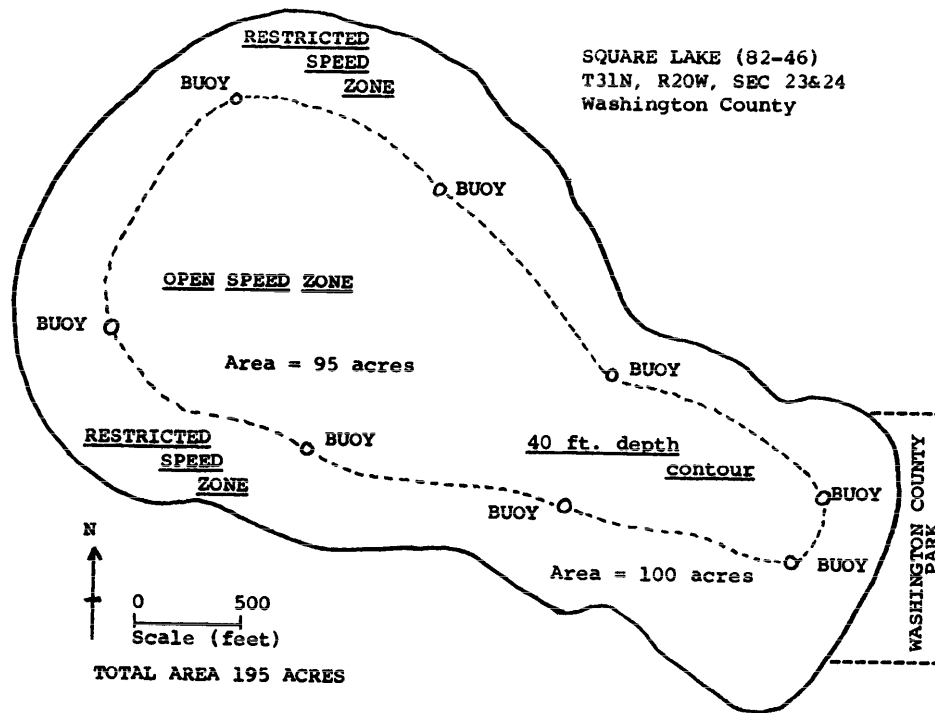 RESTRICTED
SPEED
ZONE
SQUARE LAKE (82-46)
T31N, R20W, SEC 23&24
Washington County
BUOY
BUOY
OPEN SPEED ZONE
BUOY
Area = 95 acres
BUOY
RESTRICTED
SPEED
ZONE
BUOY
40 ft. depth
contour
BUOY
BUOY
BUOY
Area = 100 acres
WASHINGTON COUNTY
PARK
N
0 500
Scale (feet)
TOTAL AREA 195 ACRES